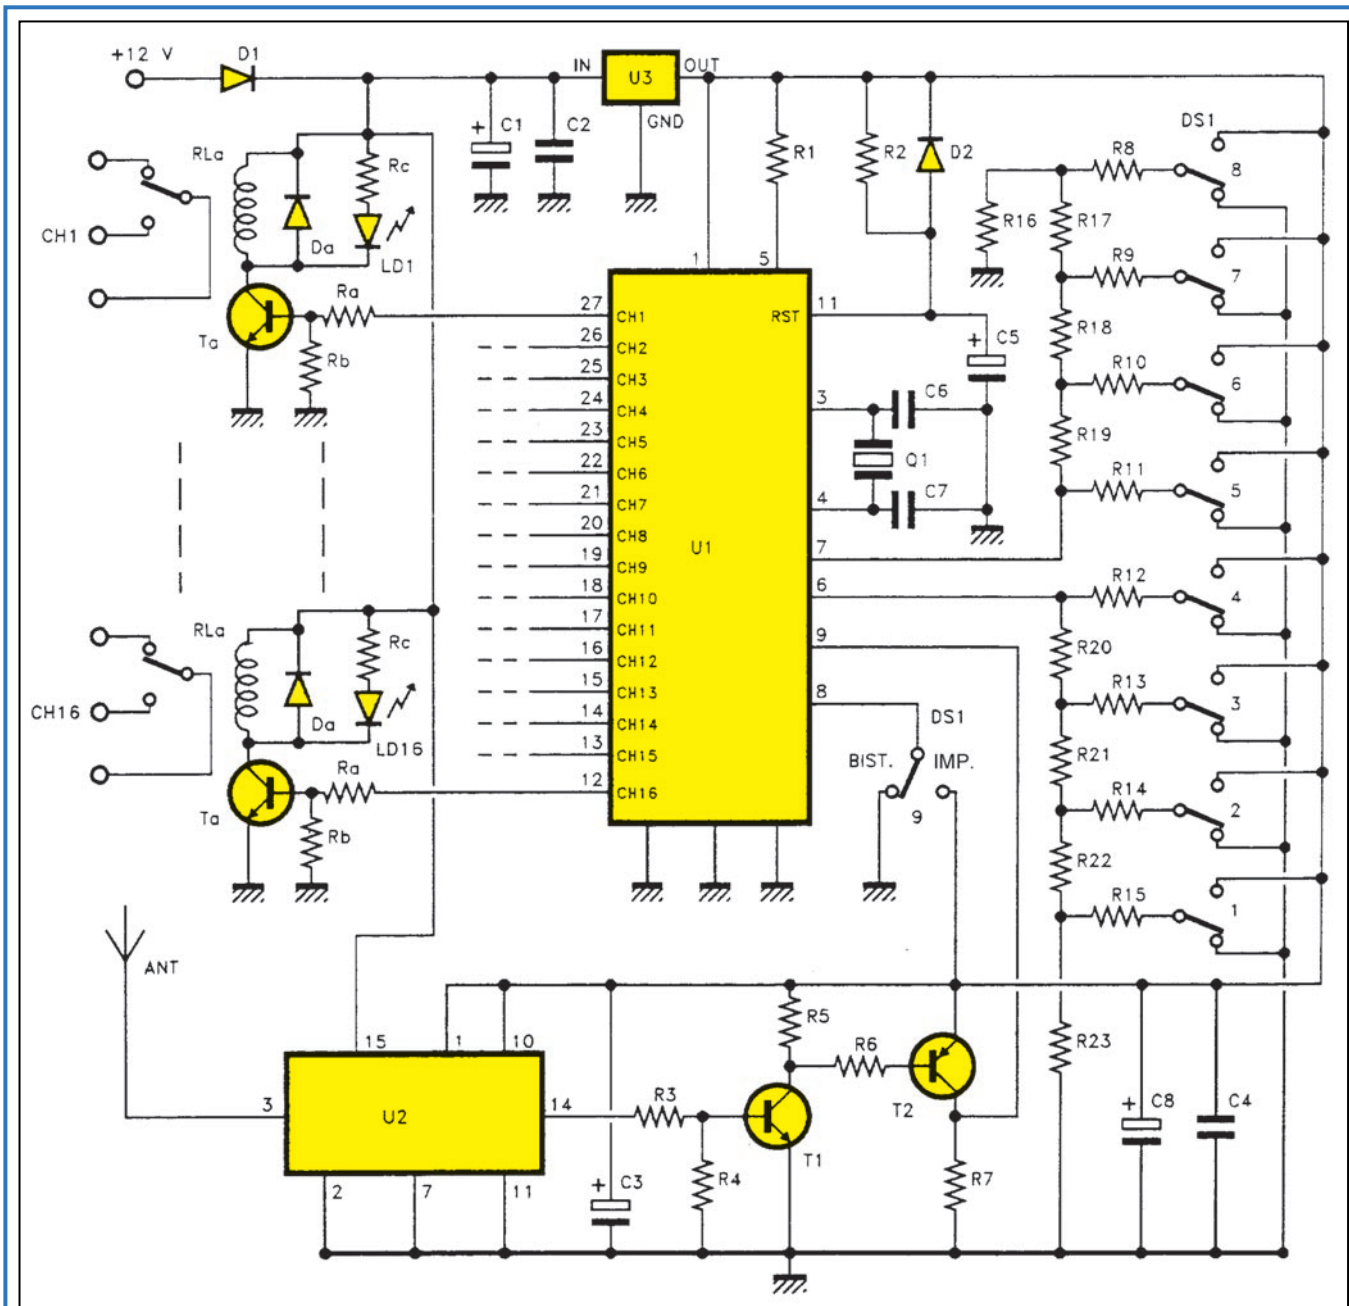 +12 V
D1
IN
U3
OUT
GND
C1
+
C2
R1
R2
D2
DS1
R8
8
RLa
Rc
Da
LD1
CH1
R16
R17
R9
7
1
5
Ra
Ta
Rb
27
CH1
RST
11
R18
26
CH2
+
C5
25
CH3
R10
6
24
CH4
3
C6
23
CH5
R19
22
CH6
Q1
R11
5
21
CH7
4
C7
20
CH8
U1
7
19
CH9
18
CH10
6
R12
4
17
CH11
9
R20
16
CH12
15
CH13
8
R13
3
14
CH14
DS1
13
CH15
BIST.
IMP.
R21
12
CH16
9
R14
2
RLa
Rc
Da
LD16
CH16
Ra
Ta
Rb
R22
R15
1
ANT
15
1
10
R5
R6
R23
3
U2
14
R3
T1
T2
+
C8
C4
2
7
11
+
C3
R4
R7